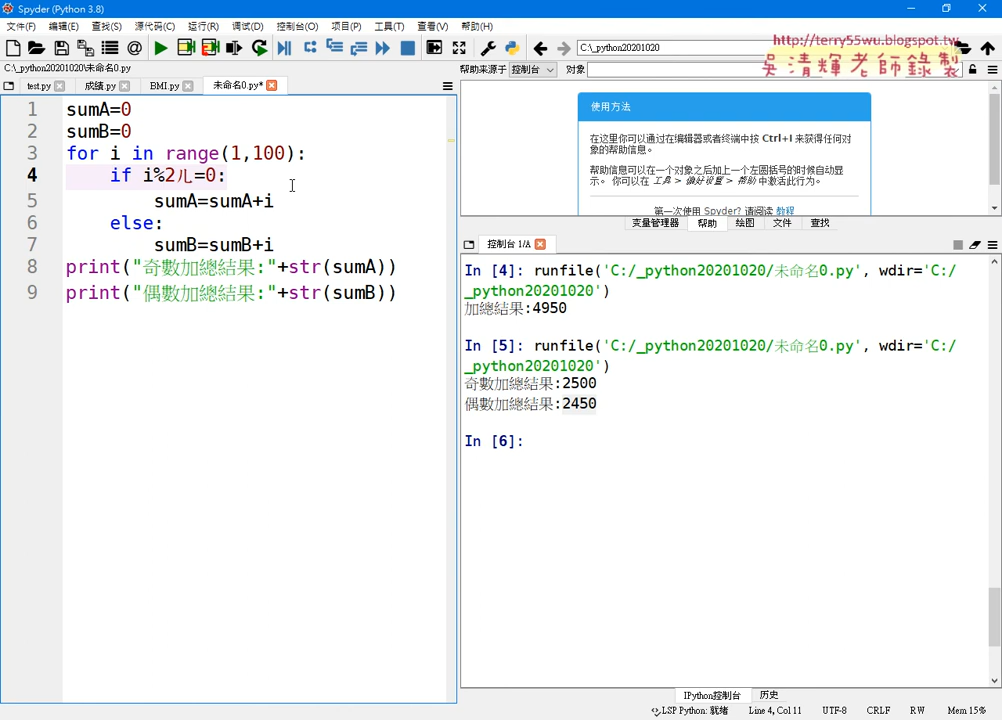 Spyder (Python 3.8)
文件(F) 编辑(E) 查找(S) 源代码(C) 运行(R) 调试(D) 控制台(O) 项目(P) 工具(T) 查看(V) 帮助(H)
C:\_python20201020
http://terry55wu.blogspot.tw
吳清輝老師錄製
C:\_python20201020\未命名0.py
帮助来源于 控制台 对象
test.py 成績.py BMI.py 未命名0.py*
1 sumA=0
2 sumB=0
3 for i in range(1,100):
4 if i%2ㄦ=0:
5 sumA=sumA+i
6 else:
7 sumB=sumB+i
8 print("奇數加總結果:"+str(sumA))
9 print("偶數加總結果:"+str(sumB))
使用方法
在这里你可以通过在编辑器或者终端中按 Ctrl+I 来获得任何对
象的帮助信息。
帮助信息可以在一个对象之后加上一个左圆括号的时候自动显
示。 你可以在 工具 > 偏好设置 > 帮助 中激活此行为。
第一次使用 Spyder? 请阅读 教程
变量管理器 帮助 绘图 文件 查找
控制台 1/A
In [4]: runfile('C:/_python20201020/未命名0.py', wdir='C:/
_python20201020')
加總結果:4950
In [5]: runfile('C:/_python20201020/未命名0.py', wdir='C:/
_python20201020')
奇數加總結果:2500
偶數加總結果:2450
In [6]:
IPython控制台 历史
LSP Python: 就绪 Line 4, Col 11 UTF-8 CRLF RW Mem 15%